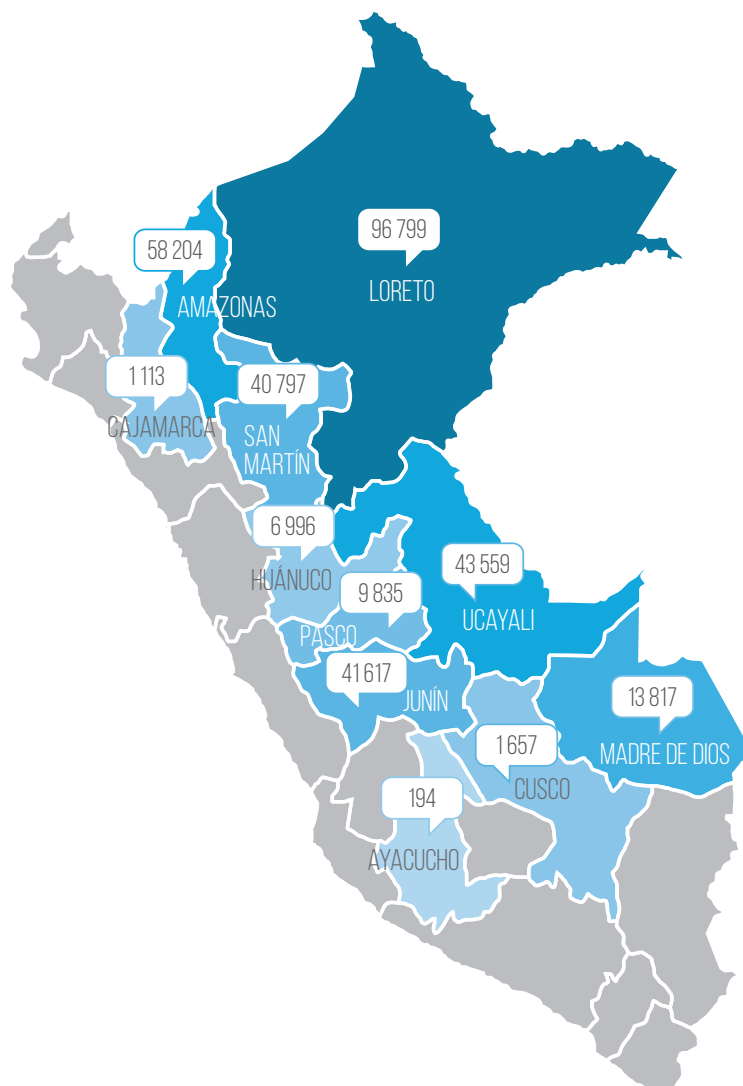 96 799
LORETO
58 204
AMAZONAS
1 113
CAJAMARCA
40 797
SAN
MARTÍN
6 996
HUÁNUCO
9 835
PASCO
43 559
UCAYALI
41 617
JUNÍN
13 817
MADRE DE DIOS
1 657
CUSCO
194
AYACUCHO